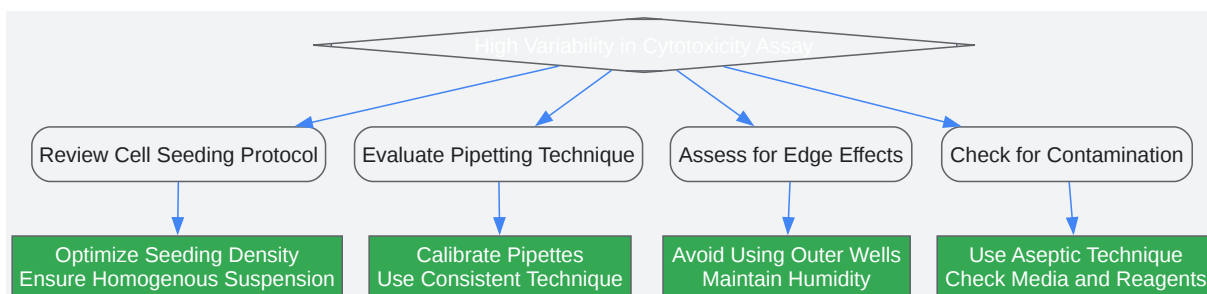 High Variability in Cytotoxicity Assay
Review Cell Seeding Protocol
Evaluate Pipetting Technique
Assess for Edge Effects
Check for Contamination
Optimize Seeding Density
Ensure Homogenous Suspension
Calibrate Pipettes
Use Consistent Technique
Avoid Using Outer Wells
Maintain Humidity
Use Aseptic Technique
Check Media and Reagents